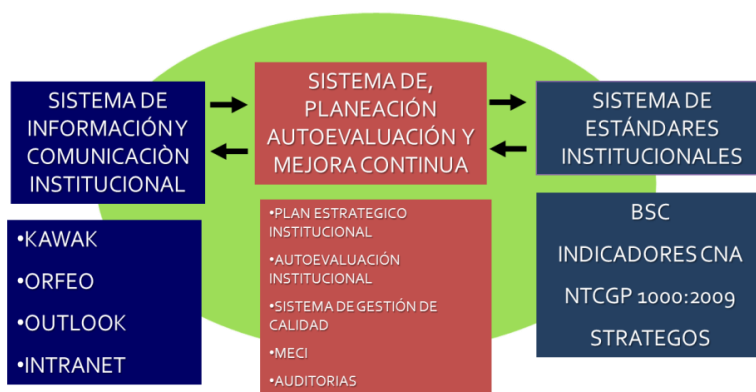 SISTEMA DE
INFORMACIÓN Y
COMUNICACIÒN
INSTITUCIONAL
SISTEMA DE,
PLANEACIÓN
AUTOEVALUACIÓN Y
MEJORA CONTINUA
SISTEMA DE
ESTÁNDARES
INSTITUCIONALES
•KAWAK
•ORFEO
•OUTLOOK
•INTRANET
•PLAN ESTRATEGICO
INSTITUCIONAL
•AUTOEVALUACIÓN
INSTITUCIONAL
•SISTEMA DE GESTIÓN DE
CALIDAD
•MECI
•AUDITORIAS
BSC
INDICADORES CNA
NTCGP 1000:2009
STRATEGOS